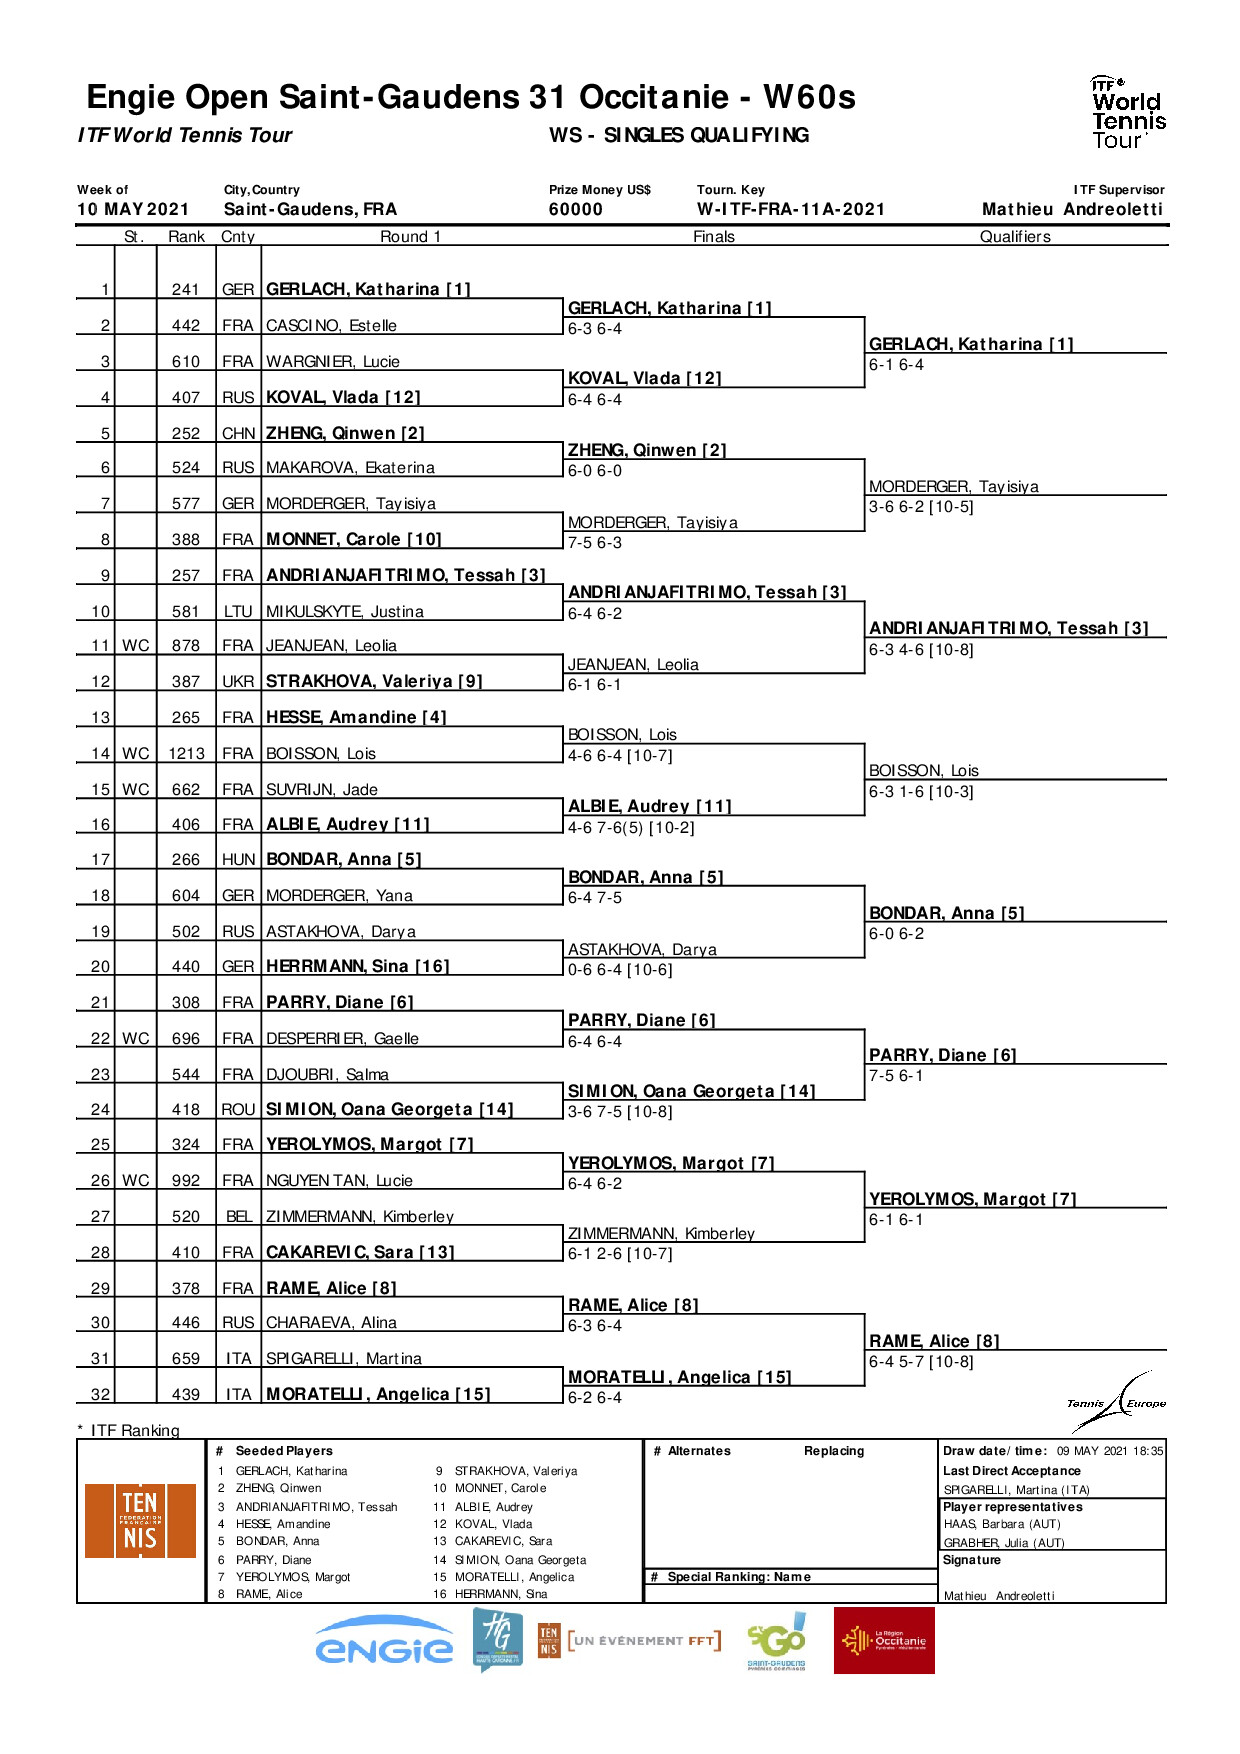 Engie Open Saint-Gaudens 31 Occitanie - W60s
ITF World Tennis Tour
WS - SINGLES QUALIFYING
ITF World Tennis Tour
Week of City,Country Prize Money US$ Tourn. Key ITF Supervisor
10 MAY 2021 Saint-Gaudens, FRA 60000 W-ITF-FRA-11A-2021 Mathieu Andreoletti
St. Rank Cnty Round 1 Finals Qualifiers
1 241 GER GERLACH, Katharina [1]
GERLACH, Katharina [1]
2 442 FRA CASCINO, Estelle 6-3 6-4
GERLACH, Katharina [1]
3 610 FRA WARGNIER, Lucie 6-1 6-4
KOVAL, Vlada [12]
4 407 RUS KOVAL, Vlada [12] 6-4 6-4
5 252 CHN ZHENG, Qinwen [2]
ZHENG, Qinwen [2]
6 524 RUS MAKAROVA, Ekaterina 6-0 6-0
MORDERGER, Tayisiya
7 577 GER MORDERGER, Tayisiya 3-6 6-2 [10-5]
MORDERGER, Tayisiya
8 388 FRA MONNET, Carole [10] 7-5 6-3
9 257 FRA ANDRIANJAFITRIMO, Tessah [3]
ANDRIANJAFITRIMO, Tessah [3]
10 581 LTU MIKULSKYTE, Justina 6-4 6-2
ANDRIANJAFITRIMO, Tessah [3]
11 WC 878 FRA JEANJEAN, Leolia 6-3 4-6 [10-8]
JEANJEAN, Leolia
12 387 UKR STRAKHOVA, Valeriya [9] 6-1 6-1
13 265 FRA HESSE, Amandine [4]
BOISSON, Lois
14 WC 1213 FRA BOISSON, Lois 4-6 6-4 [10-7]
BOISSON, Lois
15 WC 662 FRA SUVRIJN, Jade 6-3 1-6 [10-3]
ALBIE, Audrey [11]
16 406 FRA ALBIE, Audrey [11] 4-6 7-6(5) [10-2]
17 266 HUN BONDAR, Anna [5]
BONDAR, Anna [5]
18 604 GER MORDERGER, Yana 6-4 7-5
BONDAR, Anna [5]
19 502 RUS ASTAKHOVA, Darya 6-0 6-2
ASTAKHOVA, Darya
20 440 GER HERRMANN, Sina [16] 0-6 6-4 [10-6]
21 308 FRA PARRY, Diane [6]
PARRY, Diane [6]
22 WC 696 FRA DESPERRIER, Gaelle 6-4 6-4
PARRY, Diane [6]
23 544 FRA DJOUBRI, Salma 7-5 6-1
SIMION, Oana Georgeta [14]
24 418 ROU SIMION, Oana Georgeta [14] 3-6 7-5 [10-8]
25 324 FRA YEROLYMOS, Margot [7]
YEROLYMOS, Margot [7]
26 WC 992 FRA NGUYEN TAN, Lucie 6-4 6-2
YEROLYMOS, Margot [7]
27 520 BEL ZIMMERMANN, Kimberley 6-1 6-1
ZIMMERMANN, Kimberley
28 410 FRA CAKAREVIC, Sara [13] 6-1 2-6 [10-7]
29 378 FRA RAME, Alice [8]
RAME, Alice [8]
30 446 RUS CHARAEVA, Alina 6-3 6-4
RAME, Alice [8]
31 659 ITA SPIGARELLI, Martina 6-4 5-7 [10-8]
MORATELLI, Angelica [15]
32 439 ITA MORATELLI, Angelica [15] 6-2 6-4
Tennis Europe
* ITF Ranking
# Seeded Players # Alternates Replacing Draw date/time: 09 MAY 2021 18:35
1 GERLACH, Katharina 9 STRAKHOVA, Valeriya Last Direct Acceptance
2 ZHENG, Qinwen 10 MONNET, Carole SPIGARELLI, Martina (ITA)
3 ANDRIANJAFITRIMO, Tessah 11 ALBIE, Audrey Player representatives
4 HESSE, Amandine 12 KOVAL, Vlada HAAS, Barbara (AUT)
5 BONDAR, Anna 13 CAKAREVIC, Sara GRABHER, Julia (AUT)
6 PARRY, Diane 14 SIMION, Oana Georgeta Signature
7 YEROLYMOS, Margot 15 MORATELLI, Angelica # Special Ranking: Name
8 RAME, Alice 16 HERRMANN, Sina Mathieu Andreoletti
TEN
FEDERATION
FRANCAISE
NIS
ENGIE
HG
TEN
NIS
[UN ÉVÉNEMENT FFT]
GO
SAINT-GAUDENS
La Région
Occitanie
Pyrénées - Méditerranée